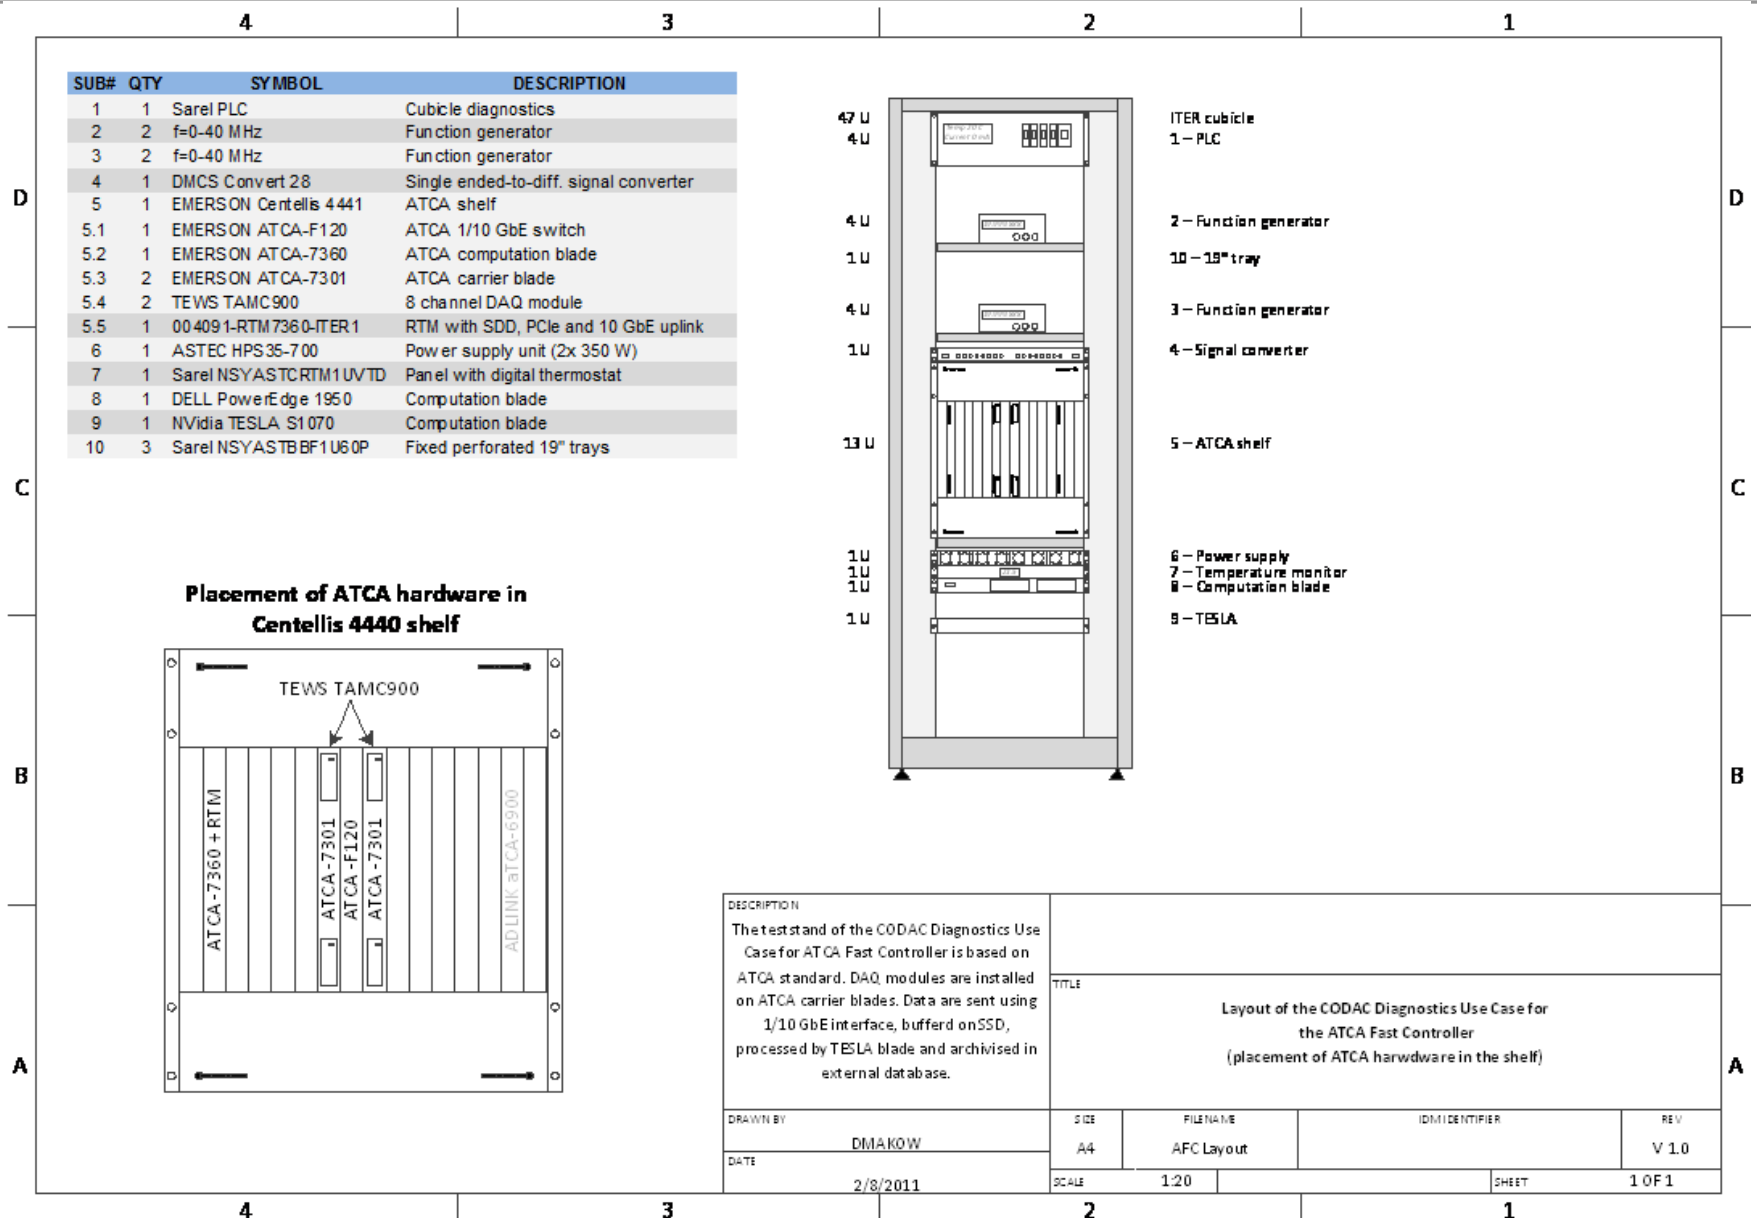 4 3 2 1
SUB# QTY SYMBOL DESCRIPTION
1 1 Sarel PLC Cubicle diagnostics
2 2 f=0-40 MHz Function generator
3 2 f=0-40 MHz Function generator
4 1 DMCS Convert 28 Single ended-to-diff. signal converter
5 1 EMERSON Centellis 4441 ATCA shelf
5.1 1 EMERSON ATCA-F120 ATCA 1/10 GbE switch
5.2 1 EMERSON ATCA-7360 ATCA computation blade
5.3 2 EMERSON ATCA-7301 ATCA carrier blade
5.4 2 TEWS TAMC900 8 channel DAQ module
5.5 1 004091-RTM7360-ITER1 RTM with SDD, PCIe and 10 GbE uplink
6 1 ASTEC HPS35-700 Power supply unit (2x 350 W)
7 1 Sarel NSYASTCRTM1UVTD Panel with digital thermostat
8 1 DELL PowerEdge 1950 Computation blade
9 1 NVidia TESLA S1070 Computation blade
10 3 Sarel NSYASTBBF1U60P Fixed perforated 19" trays
47 U ITER cubicle
4 U 1 – PLC
4 U 2 – Function generator
1 U 10 – 19" tray
4 U 3 – Function generator
1 U 4 – Signal converter
13 U 5 – ATCA shelf
1 U 6 – Power supply
1 U 7 – Temperature monitor
1 U 8 – Computation blade
1 U 9 – TESLA
D D
C C
B B
A A
Placement of ATCA hardware in
Centellis 4440 shelf
TEWS TAMC900
ATCA-7360 + RTM
ATCA-7301
ATCA-F120
ATCA-7301
ADLINK aTCA-6900
DESCRIPTION
The teststand of the CODAC Diagnostics Use
Case for ATCA Fast Controller is based on
ATCA standard. DAQ modules are installed
on ATCA carrier blades. Data are sent using
1/10 GbE interface, bufferd on SSD,
processed by TESLA blade and archivised in
external database.
TITLE
Layout of the CODAC Diagnostics Use Case for
the ATCA Fast Controller
(placement of ATCA harwdware in the shelf)
DRAWN BY
DMAKOW
DATE
2/8/2011
SIZE FILENAME IDM IDENTIFIER REV
A4 AFC Layout V 1.0
SCALE 1:20 SHEET 1 OF 1
4 3 2 1